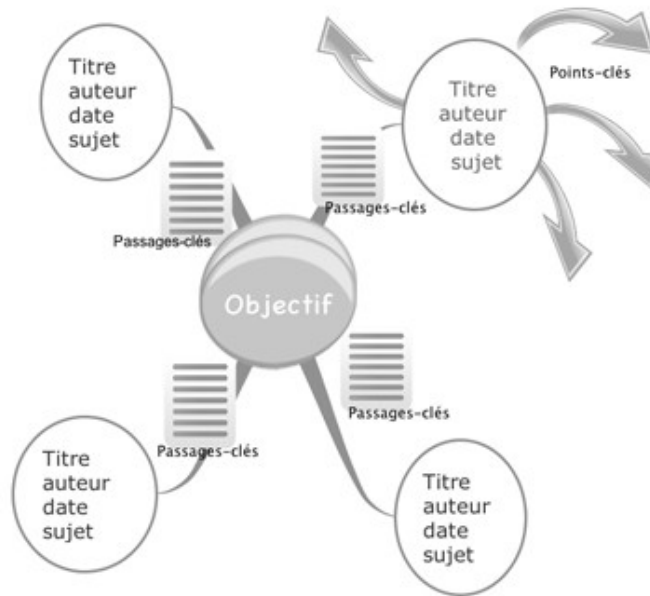 Titre
auteur
date
sujet
Titre
auteur
date
sujet
Points-clés
Passages-clés
Passages-clés
Objectif
Passages-clés
Passages-clés
Titre
auteur
date
sujet
Titre
auteur
date
sujet